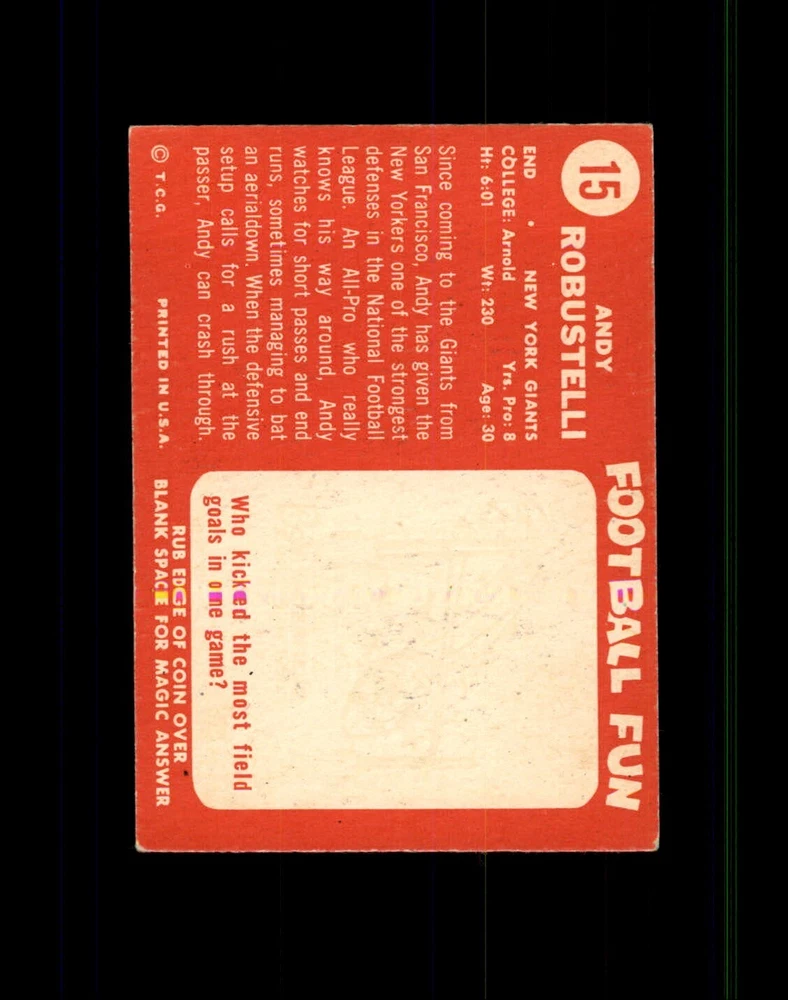 15
ANDY
ROBUSTELLI
END • NEW YORK GIANTS
COLLEGE: Arnold Yrs. Pro: 8
Ht: 6:01 Wt: 230 Age: 30
Since coming to the Giants from
San Francisco, Andy has given the
New Yorkers one of the strongest
defenses in the National Football
League. An All-Pro who really
knows his way around, Andy
watches for short passes and end
runs, sometimes managing to bat
an aerialdown. When the defensive
setup calls for a rush at the
passer, Andy can crash through.
© T.C.G. PRINTED IN U.S.A.
FOOTBALL FUN
Who kicked the most field
goals in one game?
RUB EDGE OF COIN OVER
BLANK SPACE FOR MAGIC ANSWER